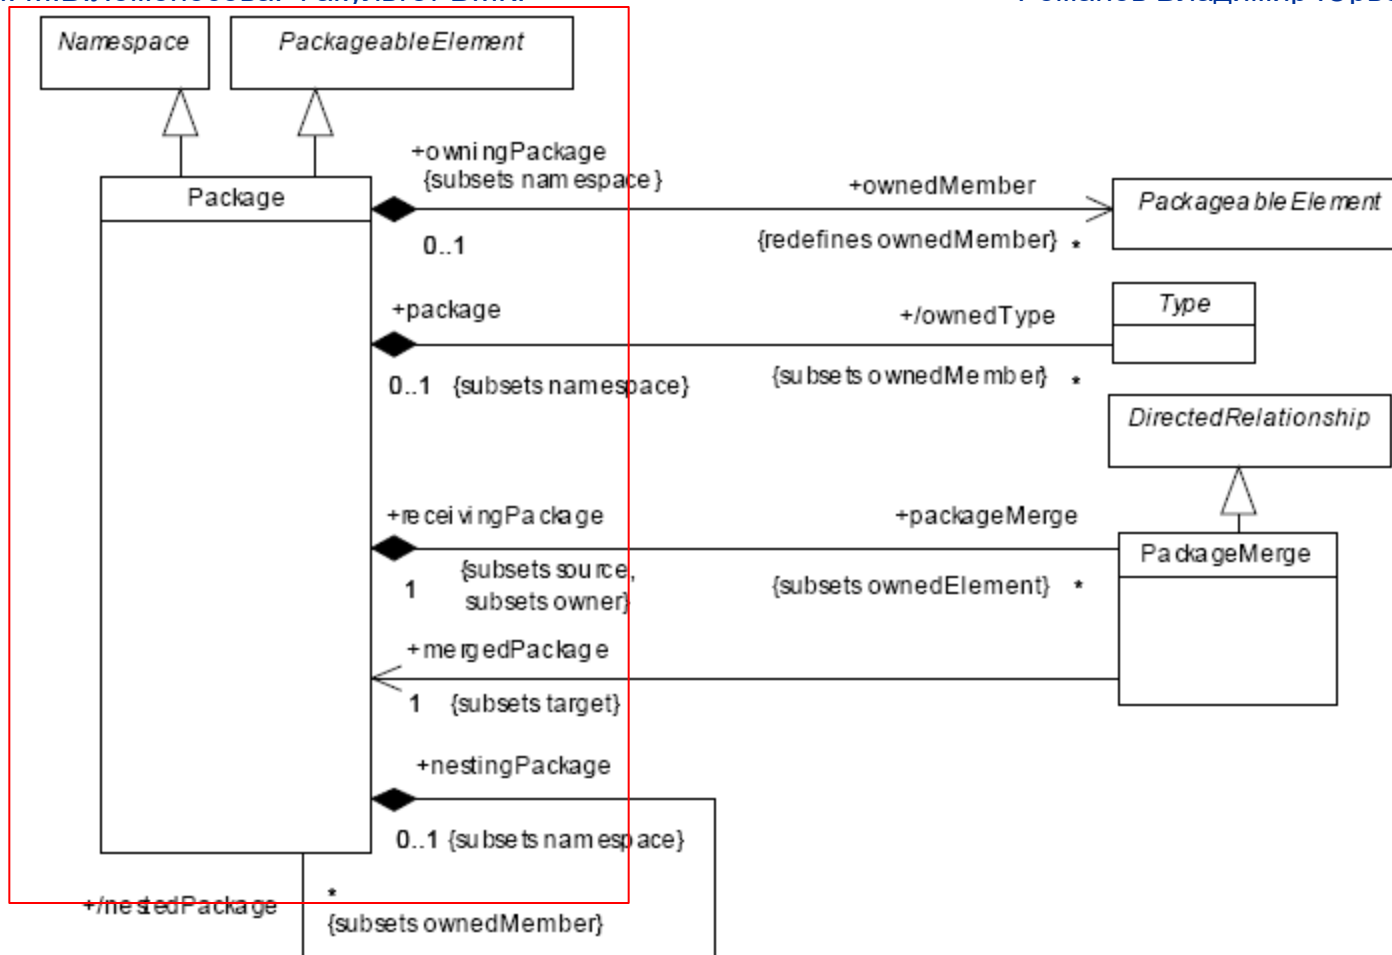 Namespace
PackageableElement
+owningPackage
{subsets namespace}
+ownedMember
PackageableElement
Package
0..1
{redefines ownedMember} *
+package
+/ownedType
Type
0..1 {subsets namespace}
{subsets ownedMember} *
DirectedRelationship
+receivingPackage
+packageMerge
PackageMerge
1
{subsets source,
subsets owner}
{subsets ownedElement} *
+mergedPackage
1 {subsets target}
+nestingPackage
0..1 {subsets namespace}
+/nestedPackage
*
{subsets ownedMember}